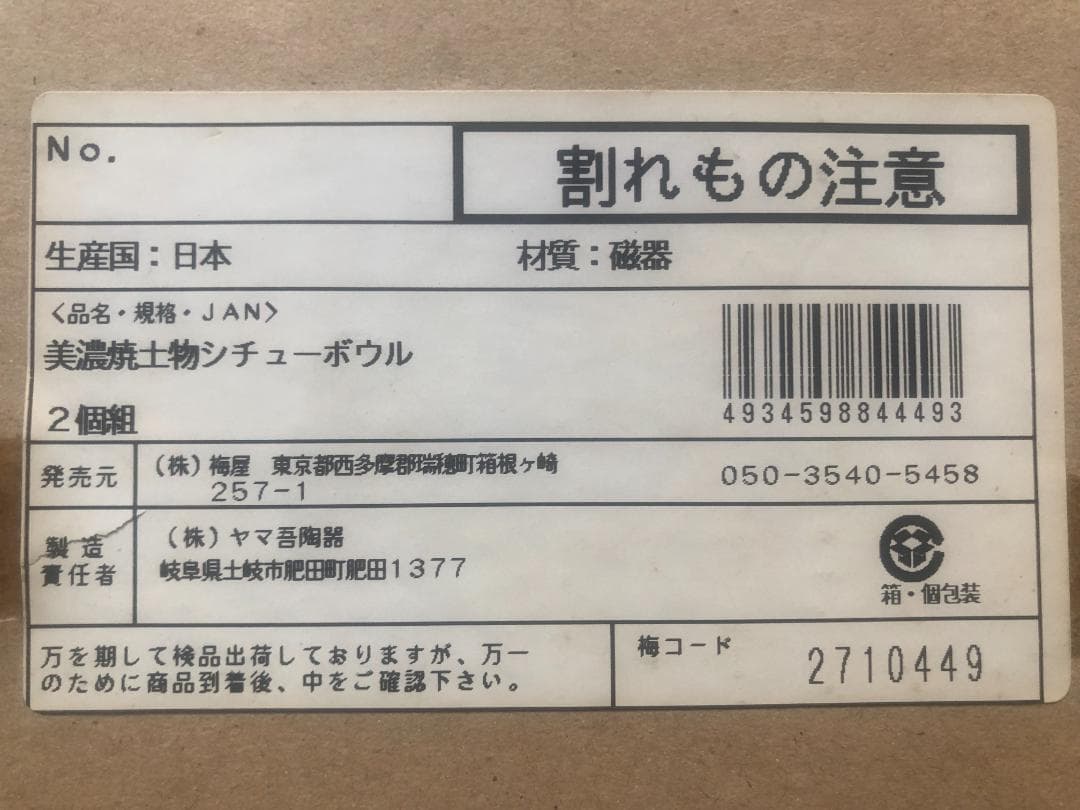 No.
割れもの注意
生産国：日本　材質：磁器
〈品名・規格・JAN〉
美濃焼土物シチューボウル
2個組
4934598844493
発売元
（株）梅屋　東京都西多摩郡瑞穂町箱根ヶ崎
257-1
050-3540-5458
製造
責任者
（株）ヤマ吾陶器
岐阜県土岐市肥田町肥田1377
箱・個包装
万を期して検品出荷しておりますが、万一
のために商品到着後、中をご確認下さい。
梅コード
2710449